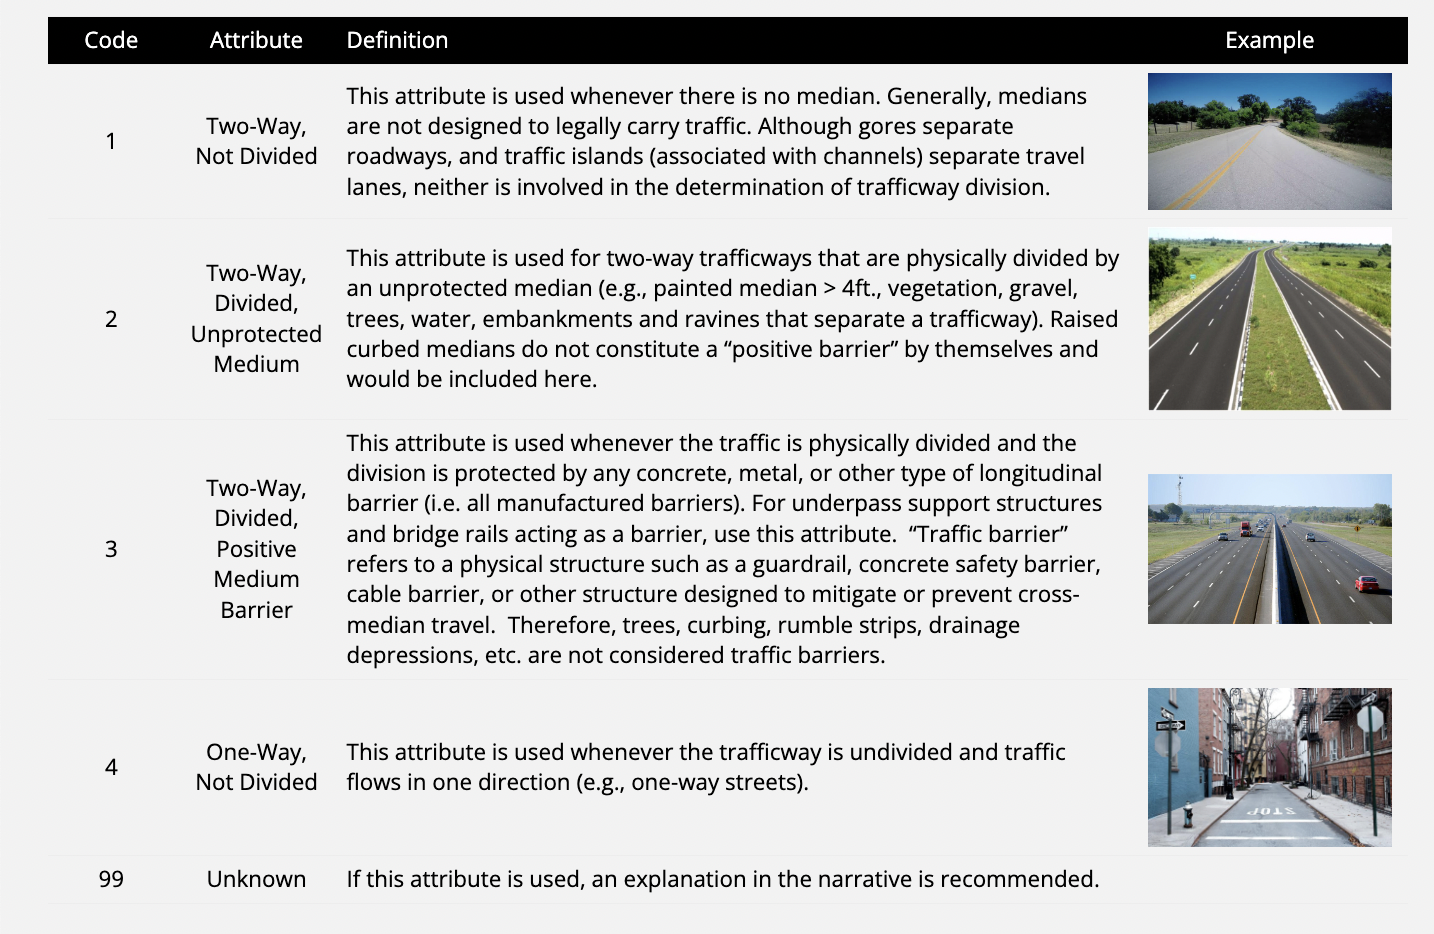 Code Attribute Definition Example
1
Two-Way,
Not Divided
This attribute is used whenever there is no median. Generally, medians
are not designed to legally carry traffic. Although gores separate
roadways, and traffic islands (associated with channels) separate travel
lanes, neither is involved in the determination of trafficway division.
2
Two-Way,
Divided,
Unprotected
Medium
This attribute is used for two-way trafficways that are physically divided by
an unprotected median (e.g., painted median > 4ft., vegetation, gravel,
trees, water, embankments and ravines that separate a trafficway). Raised
curbed medians do not constitute a “positive barrier” by themselves and
would be included here.
3
Two-Way,
Divided,
Positive
Medium
Barrier
This attribute is used whenever the traffic is physically divided and the
division is protected by any concrete, metal, or other type of longitudinal
barrier (i.e. all manufactured barriers). For underpass support structures
and bridge rails acting as a barrier, use this attribute.  “Traffic barrier”
refers to a physical structure such as a guardrail, concrete safety barrier,
cable barrier, or other structure designed to mitigate or prevent cross-
median travel.  Therefore, trees, curbing, rumble strips, drainage
depressions, etc. are not considered traffic barriers.
4
One-Way,
Not Divided
This attribute is used whenever the trafficway is undivided and traffic
flows in one direction (e.g., one-way streets).
STOP
99
Unknown
If this attribute is used, an explanation in the narrative is recommended.